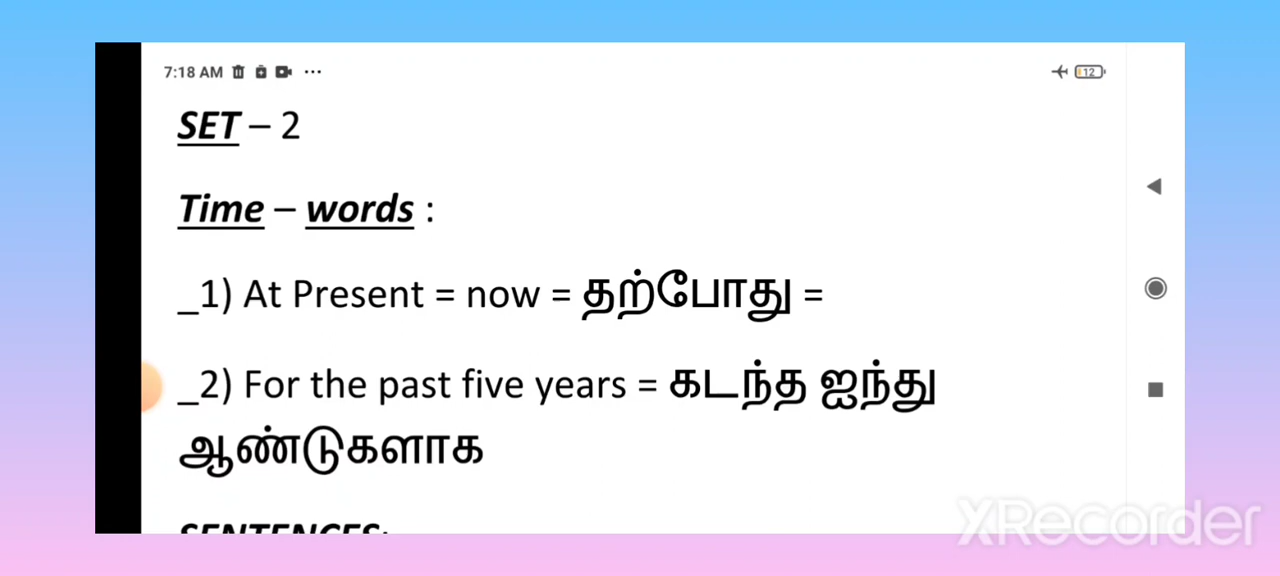 7:18 AM ...
12
SET – 2
Time – words :
_1) At Present = now = தற்போது =
_2) For the past five years = கடந்த ஐந்து
ஆண்டுகளாக
SENTENCES:
XRecorder